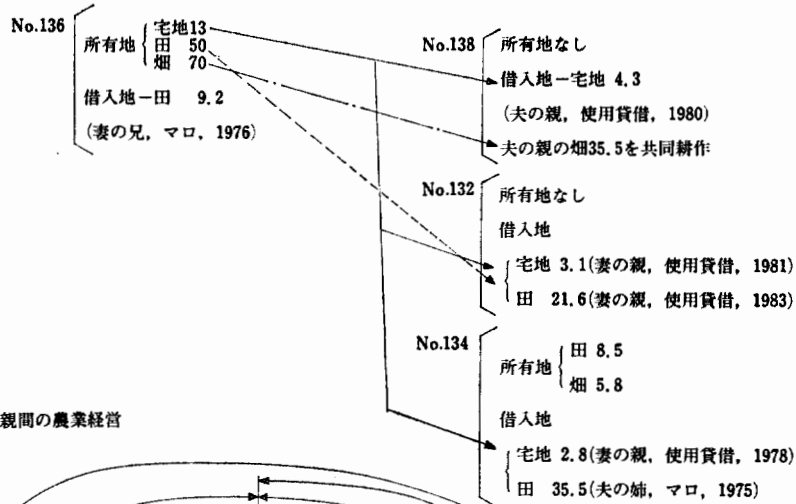 No.136
所有地
宅地13
田 50
畑 70
借入地－田 9.2
(妻の兄，マロ，1976)
No.138
所有地なし
借入地－宅地 4.3
(夫の親，使用貸借，1980)
夫の親の畑35.5を共同耕作
No.132
所有地なし
借入地
宅地 3.1(妻の親，使用貸借，1981)
田 21.6(妻の親，使用貸借，1983)
No.134
所有地
田 8.5
畑 5.8
借入地
宅地 2.8(妻の親，使用貸借，1978)
田 35.5(夫の姉，マロ，1975)
親間の農業経営